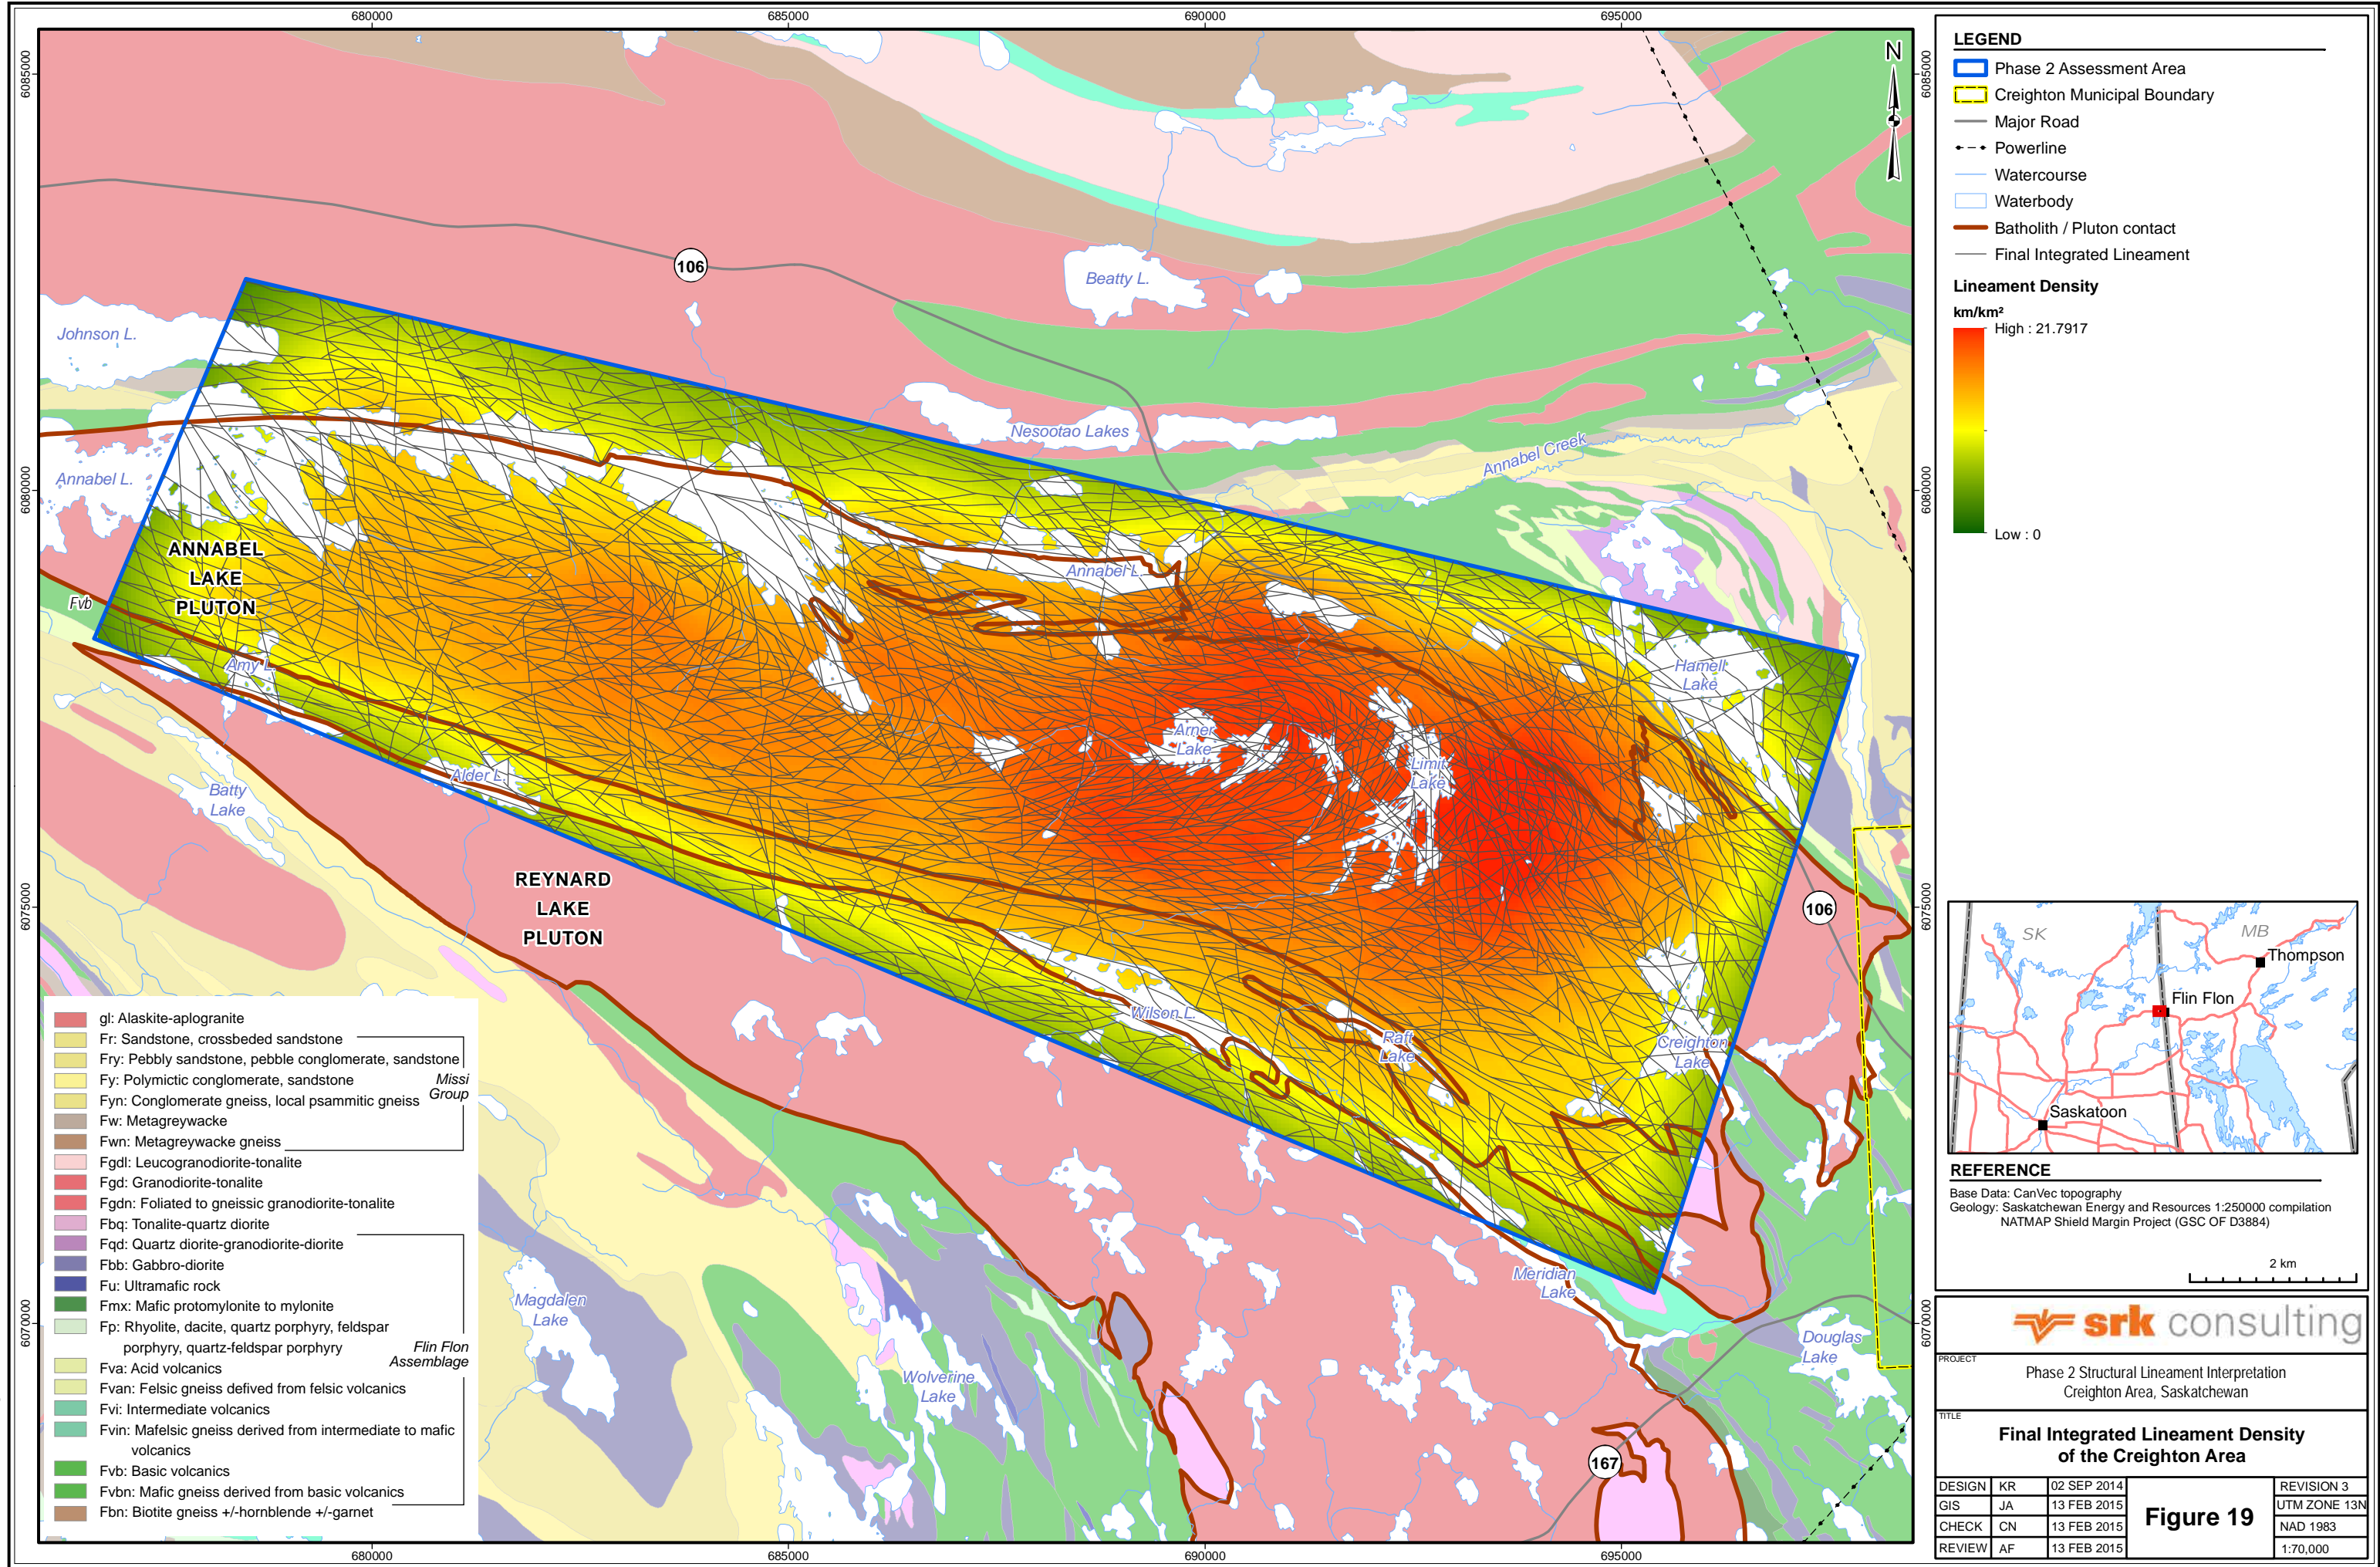 680000
685000
690000
695000
6085000
6080000
6075000
6070000
6085000
6080000
6075000
6070000
680000
685000
690000
695000
N
106
Beatty L.
Johnson L.
Nesootao Lakes
Annabel Creek
Annabel L.
ANNABEL
LAKE
PLUTON
Annabel L.
Fvb
Amy L.
Hamell
Lake
Arner
Lake
Limit
Lake
Alder L.
Batty
Lake
REYNARD
LAKE
PLUTON
106
Wilson L.
Raft
Lake
Creighton
Lake
Meridian
Lake
Magdalen
Lake
Wolverine
Lake
Douglas
Lake
167
gl: Alaskite-aplogranite
Fr: Sandstone, crossbeded sandstone
Fry: Pebbly sandstone, pebble conglomerate, sandstone
Fy: Polymictic conglomerate, sandstone
Fyn: Conglomerate gneiss, local psammitic gneiss
Missi
Group
Fw: Metagreywacke
Fwn: Metagreywacke gneiss
Fgdl: Leucogranodiorite-tonalite
Fgd: Granodiorite-tonalite
Fgdn: Foliated to gneissic granodiorite-tonalite
Fbq: Tonalite-quartz diorite
Fqd: Quartz diorite-granodiorite-diorite
Fbb: Gabbro-diorite
Fu: Ultramafic rock
Fmx: Mafic protomylonite to mylonite
Fp: Rhyolite, dacite, quartz porphyry, feldspar
porphyry, quartz-feldspar porphyry
Flin Flon
Assemblage
Fva: Acid volcanics
Fvan: Felsic gneiss defived from felsic volcanics
Fvi: Intermediate volcanics
Fvin: Mafelsic gneiss derived from intermediate to mafic
volcanics
Fvb: Basic volcanics
Fvbn: Mafic gneiss derived from basic volcanics
Fbn: Biotite gneiss +/-hornblende +/-garnet
LEGEND
Phase 2 Assessment Area
Creighton Municipal Boundary
Major Road
Powerline
Watercourse
Waterbody
Batholith / Pluton contact
Final Integrated Lineament
Lineament Density
km/km²
High : 21.7917
Low : 0
SK
MB
Thompson
Flin Flon
Saskatoon
REFERENCE
Base Data: CanVec topography
Geology: Saskatchewan Energy and Resources 1:250000 compilation
NATMAP Shield Margin Project (GSC OF D3884)
2 km
srk consulting
PROJECT
Phase 2 Structural Lineament Interpretation
Creighton Area, Saskatchewan
TITLE
Final Integrated Lineament Density
of the Creighton Area
DESIGN KR 02 SEP 2014
GIS JA 13 FEB 2015
CHECK CN 13 FEB 2015
REVIEW AF 13 FEB 2015
Figure 19
REVISION 3
UTM ZONE 13N
NAD 1983
1:70,000